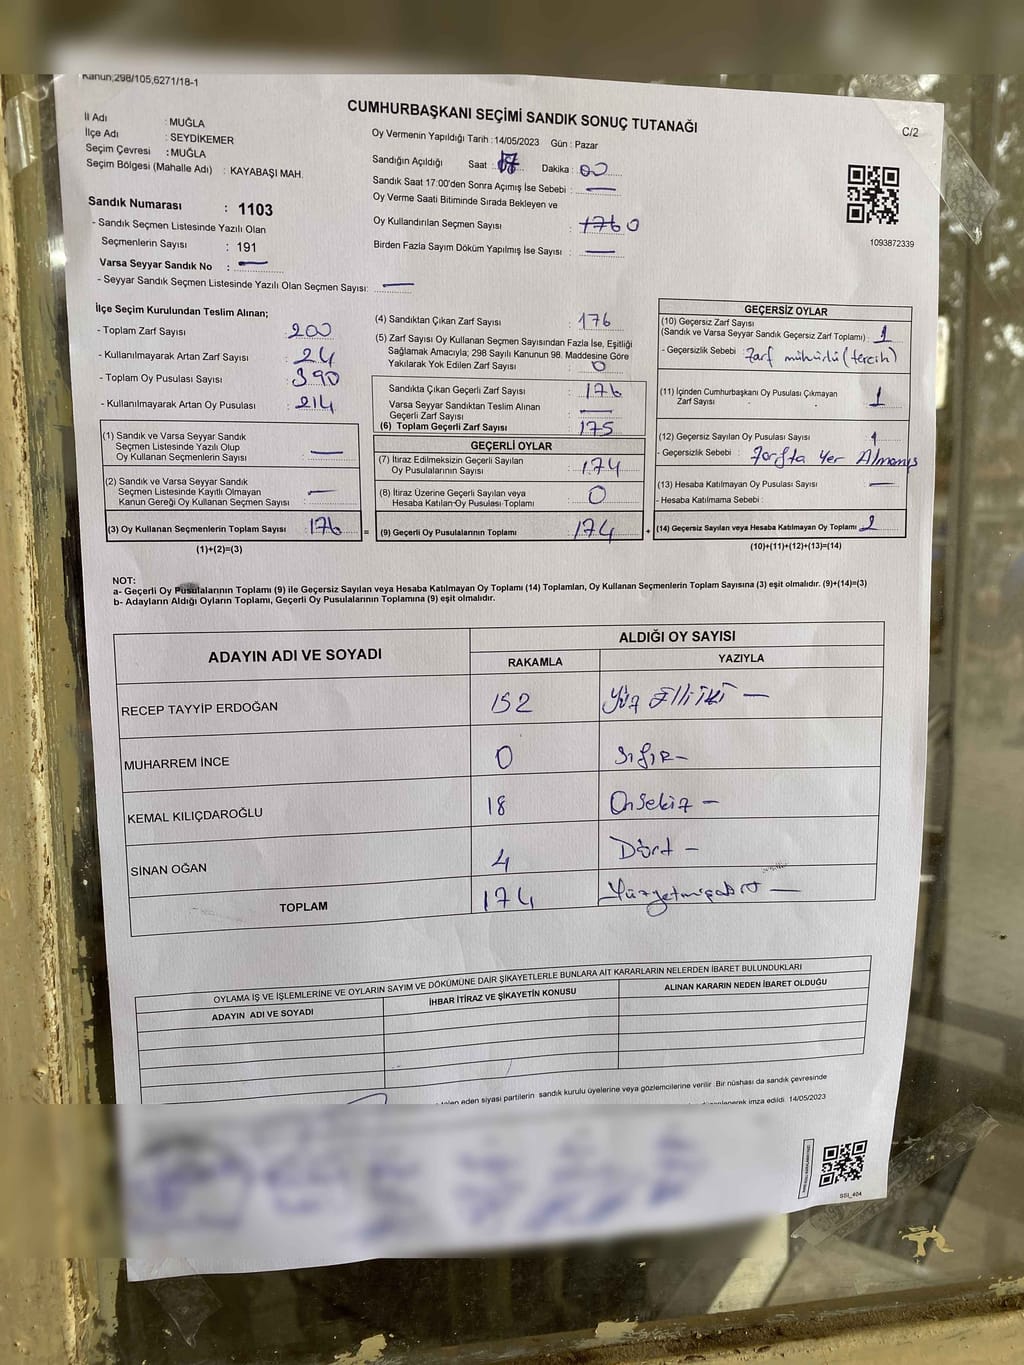 Kanun;298/105,6271/18-1
CUMHURBAŞKANI SEÇİMİ SANDIK SONUÇ TUTANAĞI
C/2
İl Adı : MUĞLA
İlçe Adı : SEYDİKEMER
Seçim Çevresi : MUĞLA
Seçim Bölgesi (Mahalle Adı) : KAYABAŞI MAH.
Sandık Numarası : 1103
- Sandık Seçmen Listesinde Yazılı Olan
Seçmenlerin Sayısı : 191
Varsa Seyyar Sandık No : —
- Seyyar Sandık Seçmen Listesinde Yazılı Olan Seçmen Sayısı: —
Oy Vermenin Yapıldığı Tarih : 14/05/2023 Gün : Pazar
Sandığın Açıldığı Saat : 17 Dakika : 00
Sandık Saat 17:00'den Sonra Açımış İse Sebebi : —
Oy Verme Saati Bitiminde Sırada Bekleyen ve
Oy Kullandırılan Seçmen Sayısı : 176 0
Birden Fazla Sayım Döküm Yapılmış İse Sayısı : —
1093872339
İlçe Seçim Kurulundan Teslim Alınan;
- Toplam Zarf Sayısı : 200
- Kullanılmayarak Artan Zarf Sayısı : 24
- Toplam Oy Pusulası Sayısı : 390
- Kullanılmayarak Artan Oy Pusulası : 214
(1) Sandık ve Varsa Seyyar Sandık
Seçmen Listesinde Yazılı Olup
Oy Kullanan Seçmenlerin Sayısı : —
(2) Sandık ve Varsa Seyyar Sandık
Seçmen Listesinde Kayıtlı Olmayan
Kanun Gereği Oy Kullanan Seçmen Sayısı : —
(3) Oy Kullanan Seçmenlerin Toplam Sayısı : 176 =
(1)+(2)=(3)
(4) Sandıktan Çıkan Zarf Sayısı : 176
(5) Zarf Sayısı Oy Kullanan Seçmen Sayısından Fazla İse, Eşitliği
Sağlamak Amacıyla; 298 Sayılı Kanunun 98. Maddesine Göre
Yakılarak Yok Edilen Zarf Sayısı : 0
Sandıkta Çıkan Geçerli Zarf Sayısı : 176
Varsa Seyyar Sandıktan Teslim Alınan
Geçerli Zarf Sayısı : —
(6) Toplam Geçerli Zarf Sayısı : 175
GEÇERLİ OYLAR
(7) İtiraz Edilmeksizin Geçerli Sayılan
Oy Pusulalarının Sayısı : 174
(8) İtiraz Üzerine Geçerli Sayılan veya
Hesaba Katılan Oy Pusulası Toplamı : 0
(9) Geçerli Oy Pusulalarının Toplamı : 174 +
GEÇERSİZ OYLAR
(10) Geçersiz Zarf Sayısı
(Sandık ve Varsa Seyyar Sandık Geçersiz Zarf Toplamı) : 1
- Geçersizlik Sebebi : Zarf mühürlü (tercih)
(11) İçinden Cumhurbaşkanı Oy Pusulası Çıkmayan
Zarf Sayısı : 1
(12) Geçersiz Sayılan Oy Pusulası Sayısı : 1
- Geçersizlik Sebebi : Zarfta Yer Almamış
(13) Hesaba Katılmayan Oy Pusulası Sayısı : —
- Hesaba Katılmama Sebebi :
(14) Geçersiz Sayılan veya Hesaba Katılmayan Oy Toplamı : 2
(10)+(11)+(12)+(13)=(14)
NOT:
a- Geçerli Oy Pusulalarının Toplamı (9) ile Geçersiz Sayılan veya Hesaba Katılmayan Oy Toplamı (14) Toplamları, Oy Kullanan Seçmenlerin Toplam Sayısına (3) eşit olmalıdır. (9)+(14)=(3)
b- Adayların Aldığı Oyların Toplamı, Geçerli Oy Pusulalarının Toplamına (9) eşit olmalıdır.
ADAYIN ADI VE SOYADI
ALDIĞI OY SAYISI
RAKAMLA YAZIYLA
RECEP TAYYİP ERDOĞAN 152 Yüz Elli İki —
MUHARREM İNCE 0 Sıfır —
KEMAL KILIÇDAROĞLU 18 Onsekiz —
SİNAN OĞAN 4 Dört —
TOPLAM 174 Yüzyetmişdört —
OYLAMA İŞ VE İŞLEMLERİNE VE OYLARIN SAYIM VE DÖKÜMÜNE DAİR ŞİKAYETLERLE BUNLARA AİT KARARLARIN NELERDEN İBARET BULUNDUKLARI
ADAYIN ADI VE SOYADI İHBAR İTİRAZ VE ŞİKAYETİN KONUSU ALINAN KARARIN NEDEN İBARET OLDUĞU
eden siyasi partilerin sandık kurulu üyelerine veya gözlemcilerine verilir. Bir nüshası da sandık çevresinde
imza edildi. 14/05/2023
SSİ_404